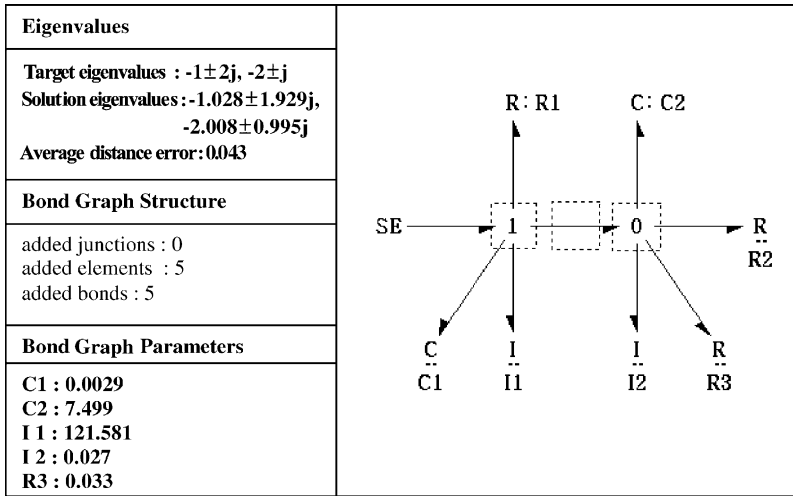 Eigenvalues
Target eigenvalues : -1±2j, -2±j
Solution eigenvalues :-1.028±1.929j,
-2.008±0.995j
Average distance error:0.043
Bond Graph Structure
added junctions : 0
added elements : 5
added bonds : 5
Bond Graph Parameters
C1 : 0.0029
C2 : 7.499
I 1 : 121.581
I 2 : 0.027
R3 : 0.033
R : R1 C : C2
SE 1 0 R
..
R2
C I I R
.. .. .. ..
C1 I1 I2 R3